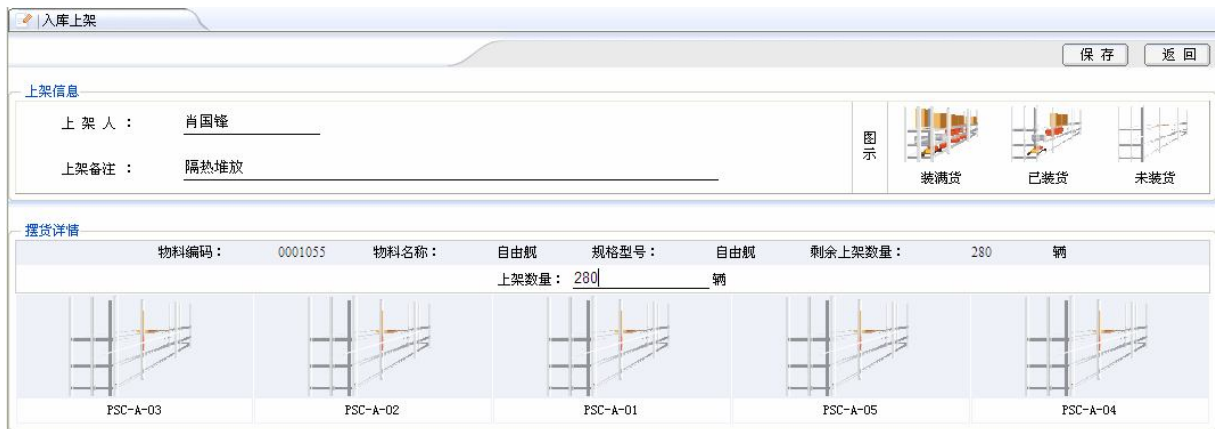 入库上架
保 存 返 回
上架信息
上 架 人 ： 肖国锋
图示
上架备注 ： 隔热堆放
装满货 已装货 未装货
摆货详情
物料编码： 0001055 物料名称： 自由舰 规格型号： 自由舰 剩余上架数量： 280 辆
上架数量： 280 辆
PSC-A-03 PSC-A-02 PSC-A-01 PSC-A-05 PSC-A-04